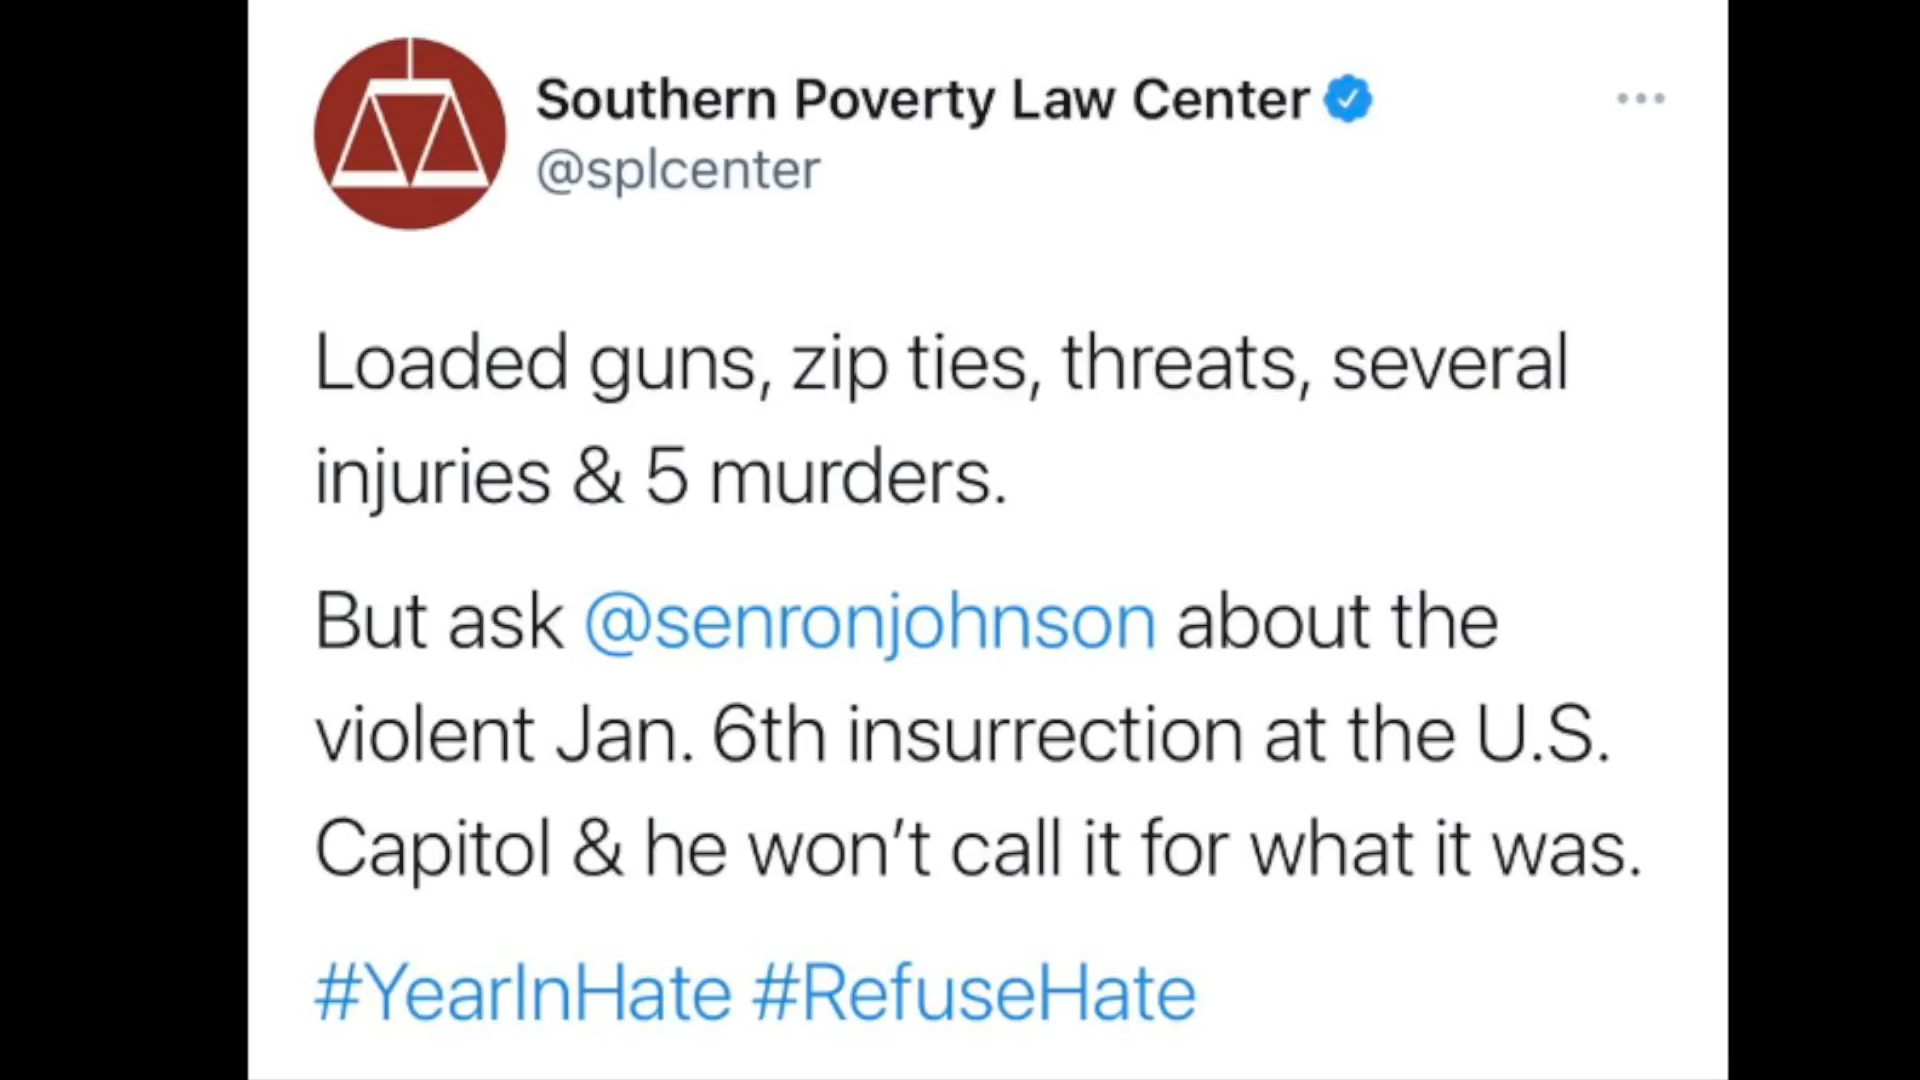 Southern Poverty Law Center
@splcenter
Loaded guns, zip ties, threats, several
injuries & 5 murders.
But ask @senronjohnson about the
violent Jan. 6th insurrection at the U.S.
Capitol & he won't call it for what it was.
#YearInHate #RefuseHate